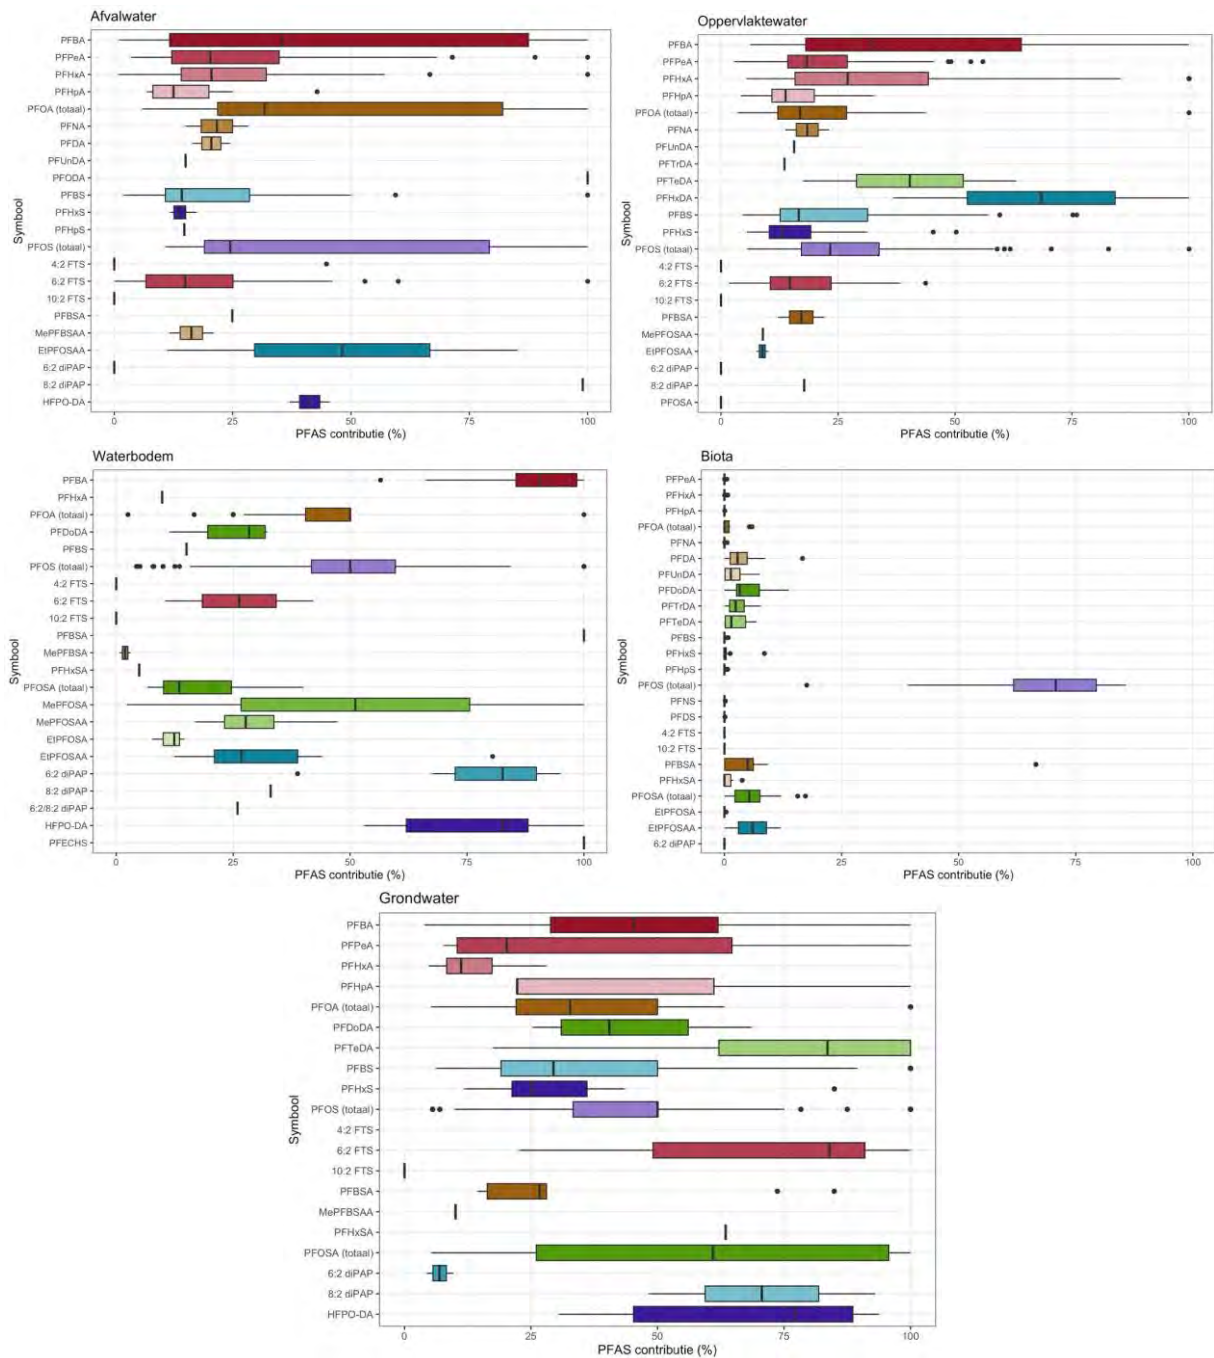 Afvalwater
Symbool
PFBA
PFPeA
PFHxA
PFHpA
PFOA (totaal)
PFNA
PFDA
PFUnDA
PFODA
PFBS
PFHxS
PFHpS
PFOS (totaal)
4:2 FTS
6:2 FTS
10:2 FTS
PFBSA
MePFBSAA
EtPFOSAA
6:2 diPAP
8:2 diPAP
HFPO-DA
0 25 50 75 100
PFAS contributie (%)
Oppervlaktewater
Symbool
PFBA
PFPeA
PFHxA
PFHpA
PFOA (totaal)
PFNA
PFUnDA
PFTrDA
PFTeDA
PFHxDA
PFBS
PFHxS
PFOS (totaal)
4:2 FTS
6:2 FTS
10:2 FTS
PFBSA
MePFOSAA
EtPFOSAA
6:2 diPAP
8:2 diPAP
PFOSA
0 25 50 75 100
PFAS contributie (%)
Waterbodem
Symbool
PFBA
PFHxA
PFOA (totaal)
PFDoDA
PFBS
PFOS (totaal)
4:2 FTS
6:2 FTS
10:2 FTS
PFBSA
MePFBSA
PFHxSA
PFOSA (totaal)
MePFOSA
MePFOSAA
EtPFOSA
EtPFOSAA
6:2 diPAP
8:2 diPAP
6:2/8:2 diPAP
HFPO-DA
PFECHS
0 25 50 75 100
PFAS contributie (%)
Biota
Symbool
PFPeA
PFHxA
PFHpA
PFOA (totaal)
PFNA
PFDA
PFUnDA
PFDoDA
PFTrDA
PFTeDA
PFBS
PFHxS
PFHpS
PFOS (totaal)
PFNS
PFDS
4:2 FTS
10:2 FTS
PFBSA
PFHxSA
PFOSA (totaal)
EtPFOSA
EtPFOSAA
6:2 diPAP
0 25 50 75 100
PFAS contributie (%)
Grondwater
Symbool
PFBA
PFPeA
PFHxA
PFHpA
PFOA (totaal)
PFDoDA
PFTeDA
PFBS
PFHxS
PFOS (totaal)
4:2 FTS
6:2 FTS
10:2 FTS
PFBSA
MePFBSAA
PFHxSA
PFOSA (totaal)
6:2 diPAP
8:2 diPAP
HFPO-DA
0 25 50 75 100
PFAS contributie (%)